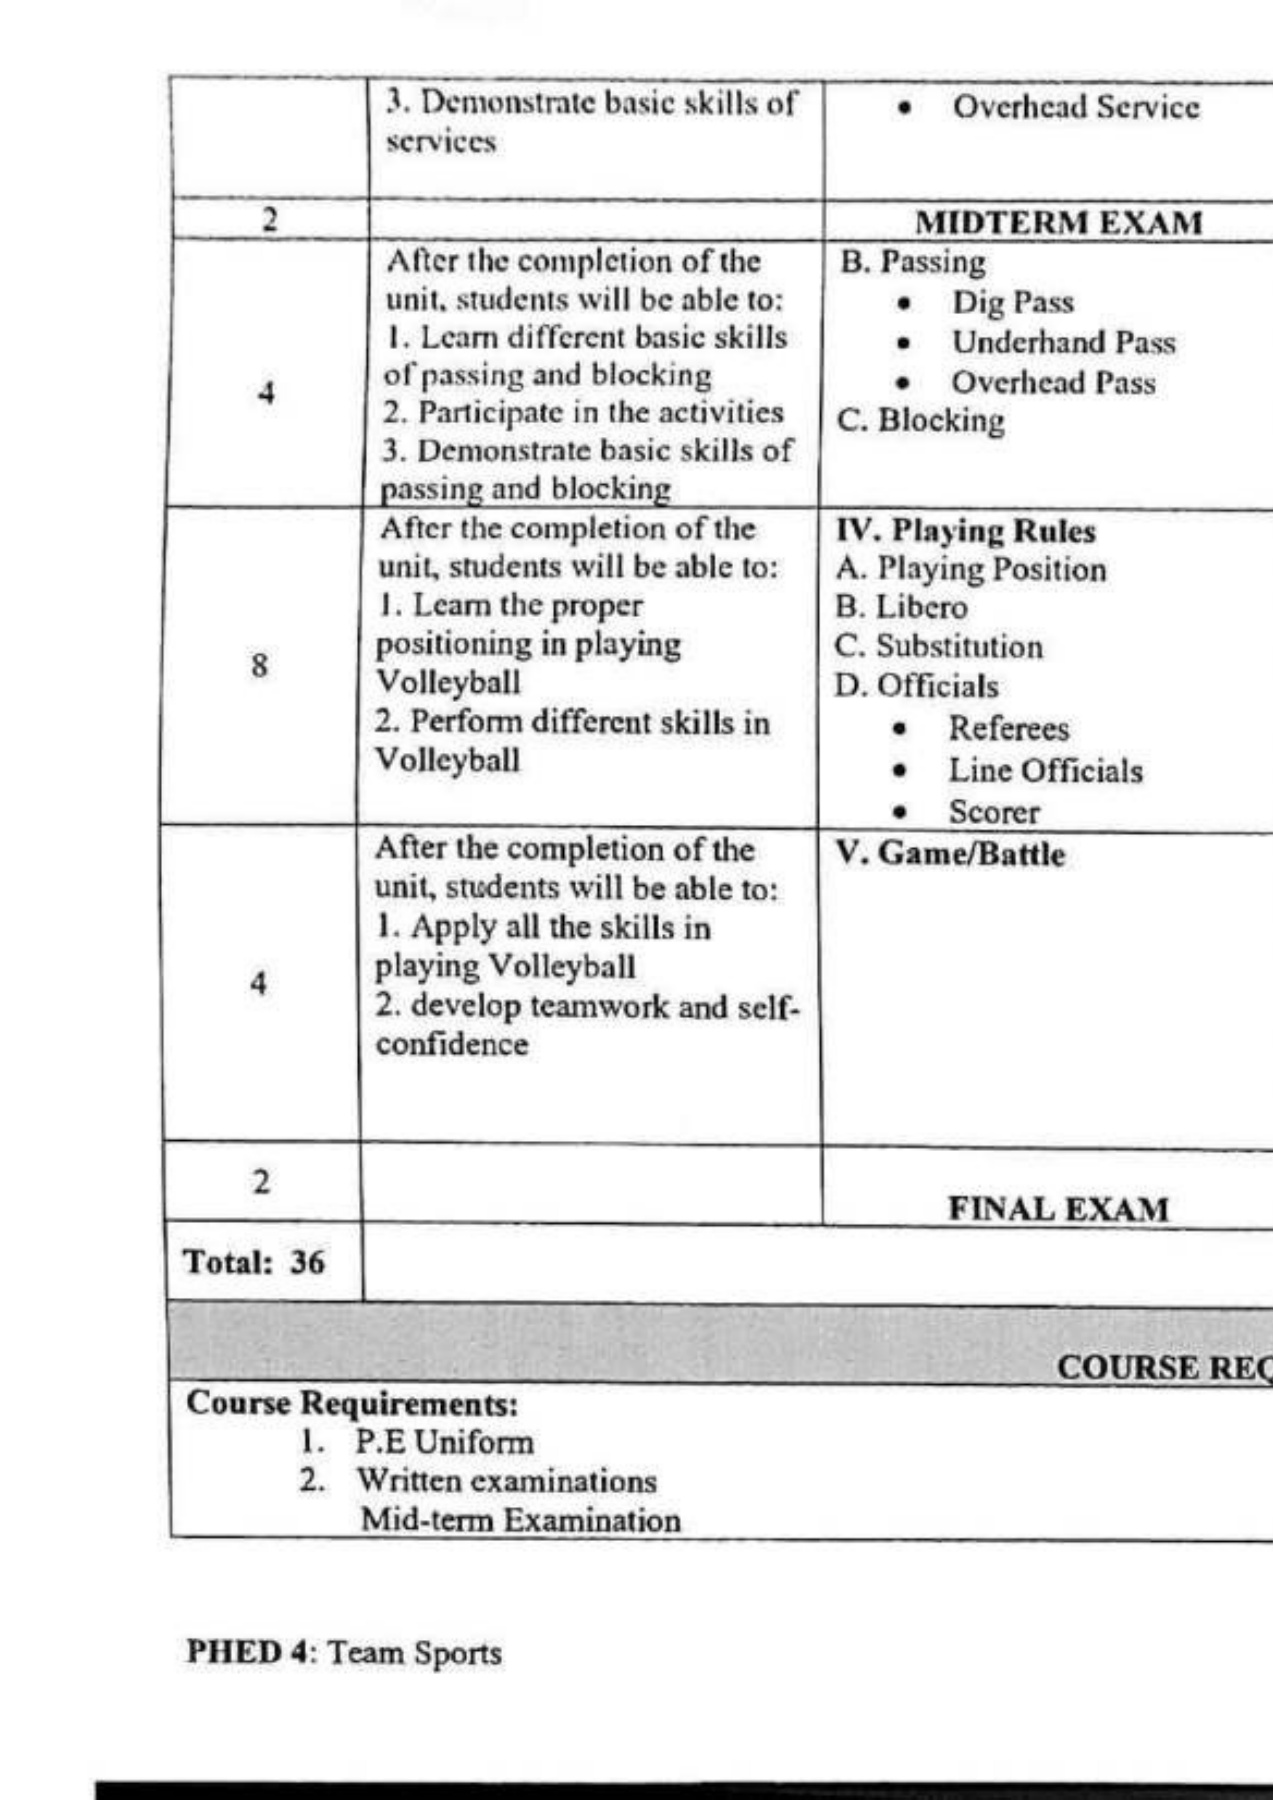 3. Demonstrate basic skills of
services
• Overhead Service
2
MIDTERM EXAM
4
After the completion of the
unit, students will be able to:
1. Learn different basic skills
of passing and blocking
2. Participate in the activities
3. Demonstrate basic skills of
passing and blocking
B. Passing
• Dig Pass
• Underhand Pass
• Overhead Pass
C. Blocking
8
After the completion of the
unit, students will be able to:
1. Learn the proper
positioning in playing
Volleyball
2. Perform different skills in
Volleyball
IV. Playing Rules
A. Playing Position
B. Libero
C. Substitution
D. Officials
• Referees
• Line Officials
• Scorer
4
After the completion of the
unit, students will be able to:
1. Apply all the skills in
playing Volleyball
2. develop teamwork and self-
confidence
V. Game/Battle
2
FINAL EXAM
Total: 36
COURSE REQ
Course Requirements:
1. P.E Uniform
2. Written examinations
Mid-term Examination
PHED 4: Team Sports